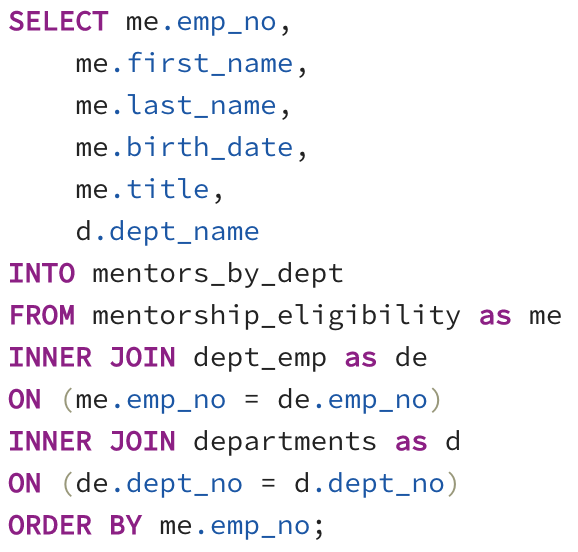 SELECT me.emp_no,
    me.first_name,
    me.last_name,
    me.birth_date,
    me.title,
    d.dept_name
INTO mentors_by_dept
FROM mentorship_eligibility as me
INNER JOIN dept_emp as de
ON (me.emp_no = de.emp_no)
INNER JOIN departments as d
ON (de.dept_no = d.dept_no)
ORDER BY me.emp_no;